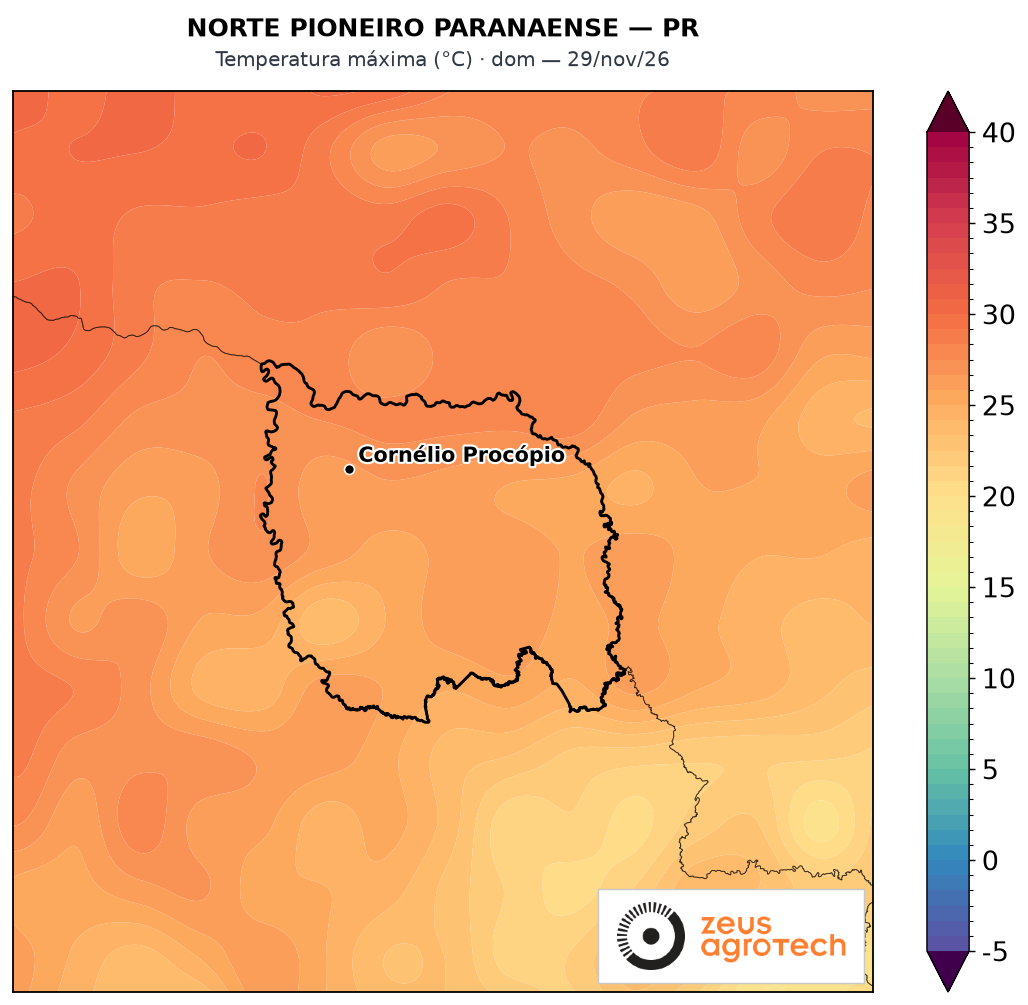 NORTE PIONEIRO PARANAENSE — PR
Temperatura máxima (°C) · dom — 29/nov/26
40
35
30
25
20
15
10
5
0
-5
Cornélio Procópio
zeus
agrotech